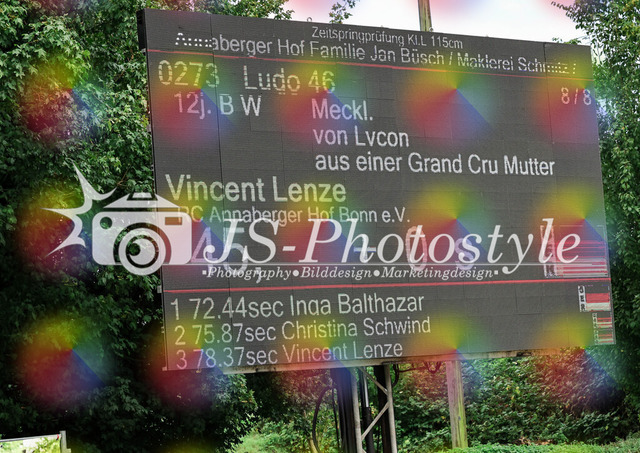 Zeitspringprüfung Kl.L 115cm
Annaberger Hof Familie Jan Büsch / Maklerei
0273 Ludo 46 8 / 8
12j. B W Meckl.
von Lycon
aus einer Grand Cru Mutter
Vincent Lenze
RC Annaberger Hof Bonn e.V.
JS-Photostyle
•Photography•Bilddesign•Marketingdesign•
1 72.44sec Inga Balthazar
2 75.87sec Christina Schwind
3 78.37sec Vincent Lenze